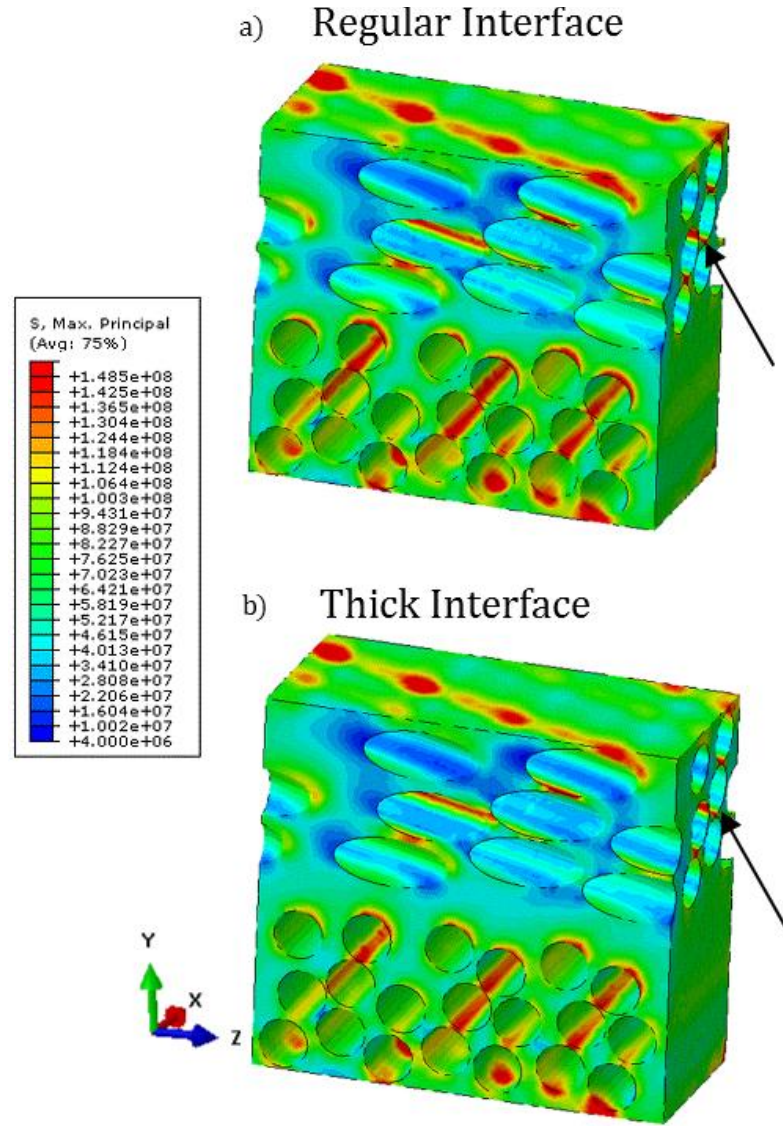 a) Regular Interface
S, Max. Principal
(Avg: 75%)
+1.485e+08
+1.425e+08
+1.365e+08
+1.304e+08
+1.244e+08
+1.184e+08
+1.124e+08
+1.064e+08
+1.003e+08
+9.431e+07
+8.829e+07
+8.227e+07
+7.625e+07
+7.023e+07
+6.421e+07
+5.819e+07
+5.217e+07
+4.615e+07
+4.013e+07
+3.410e+07
+2.808e+07
+2.206e+07
+1.604e+07
+1.002e+07
+4.000e+06
b) Thick Interface
Y
X
Z